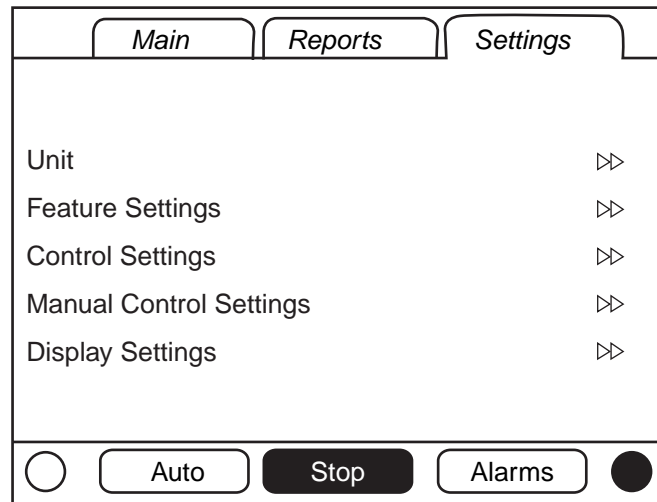 Main Reports Settings
Unit
Feature Settings
Control Settings
Manual Control Settings
Display Settings
Auto Stop Alarms